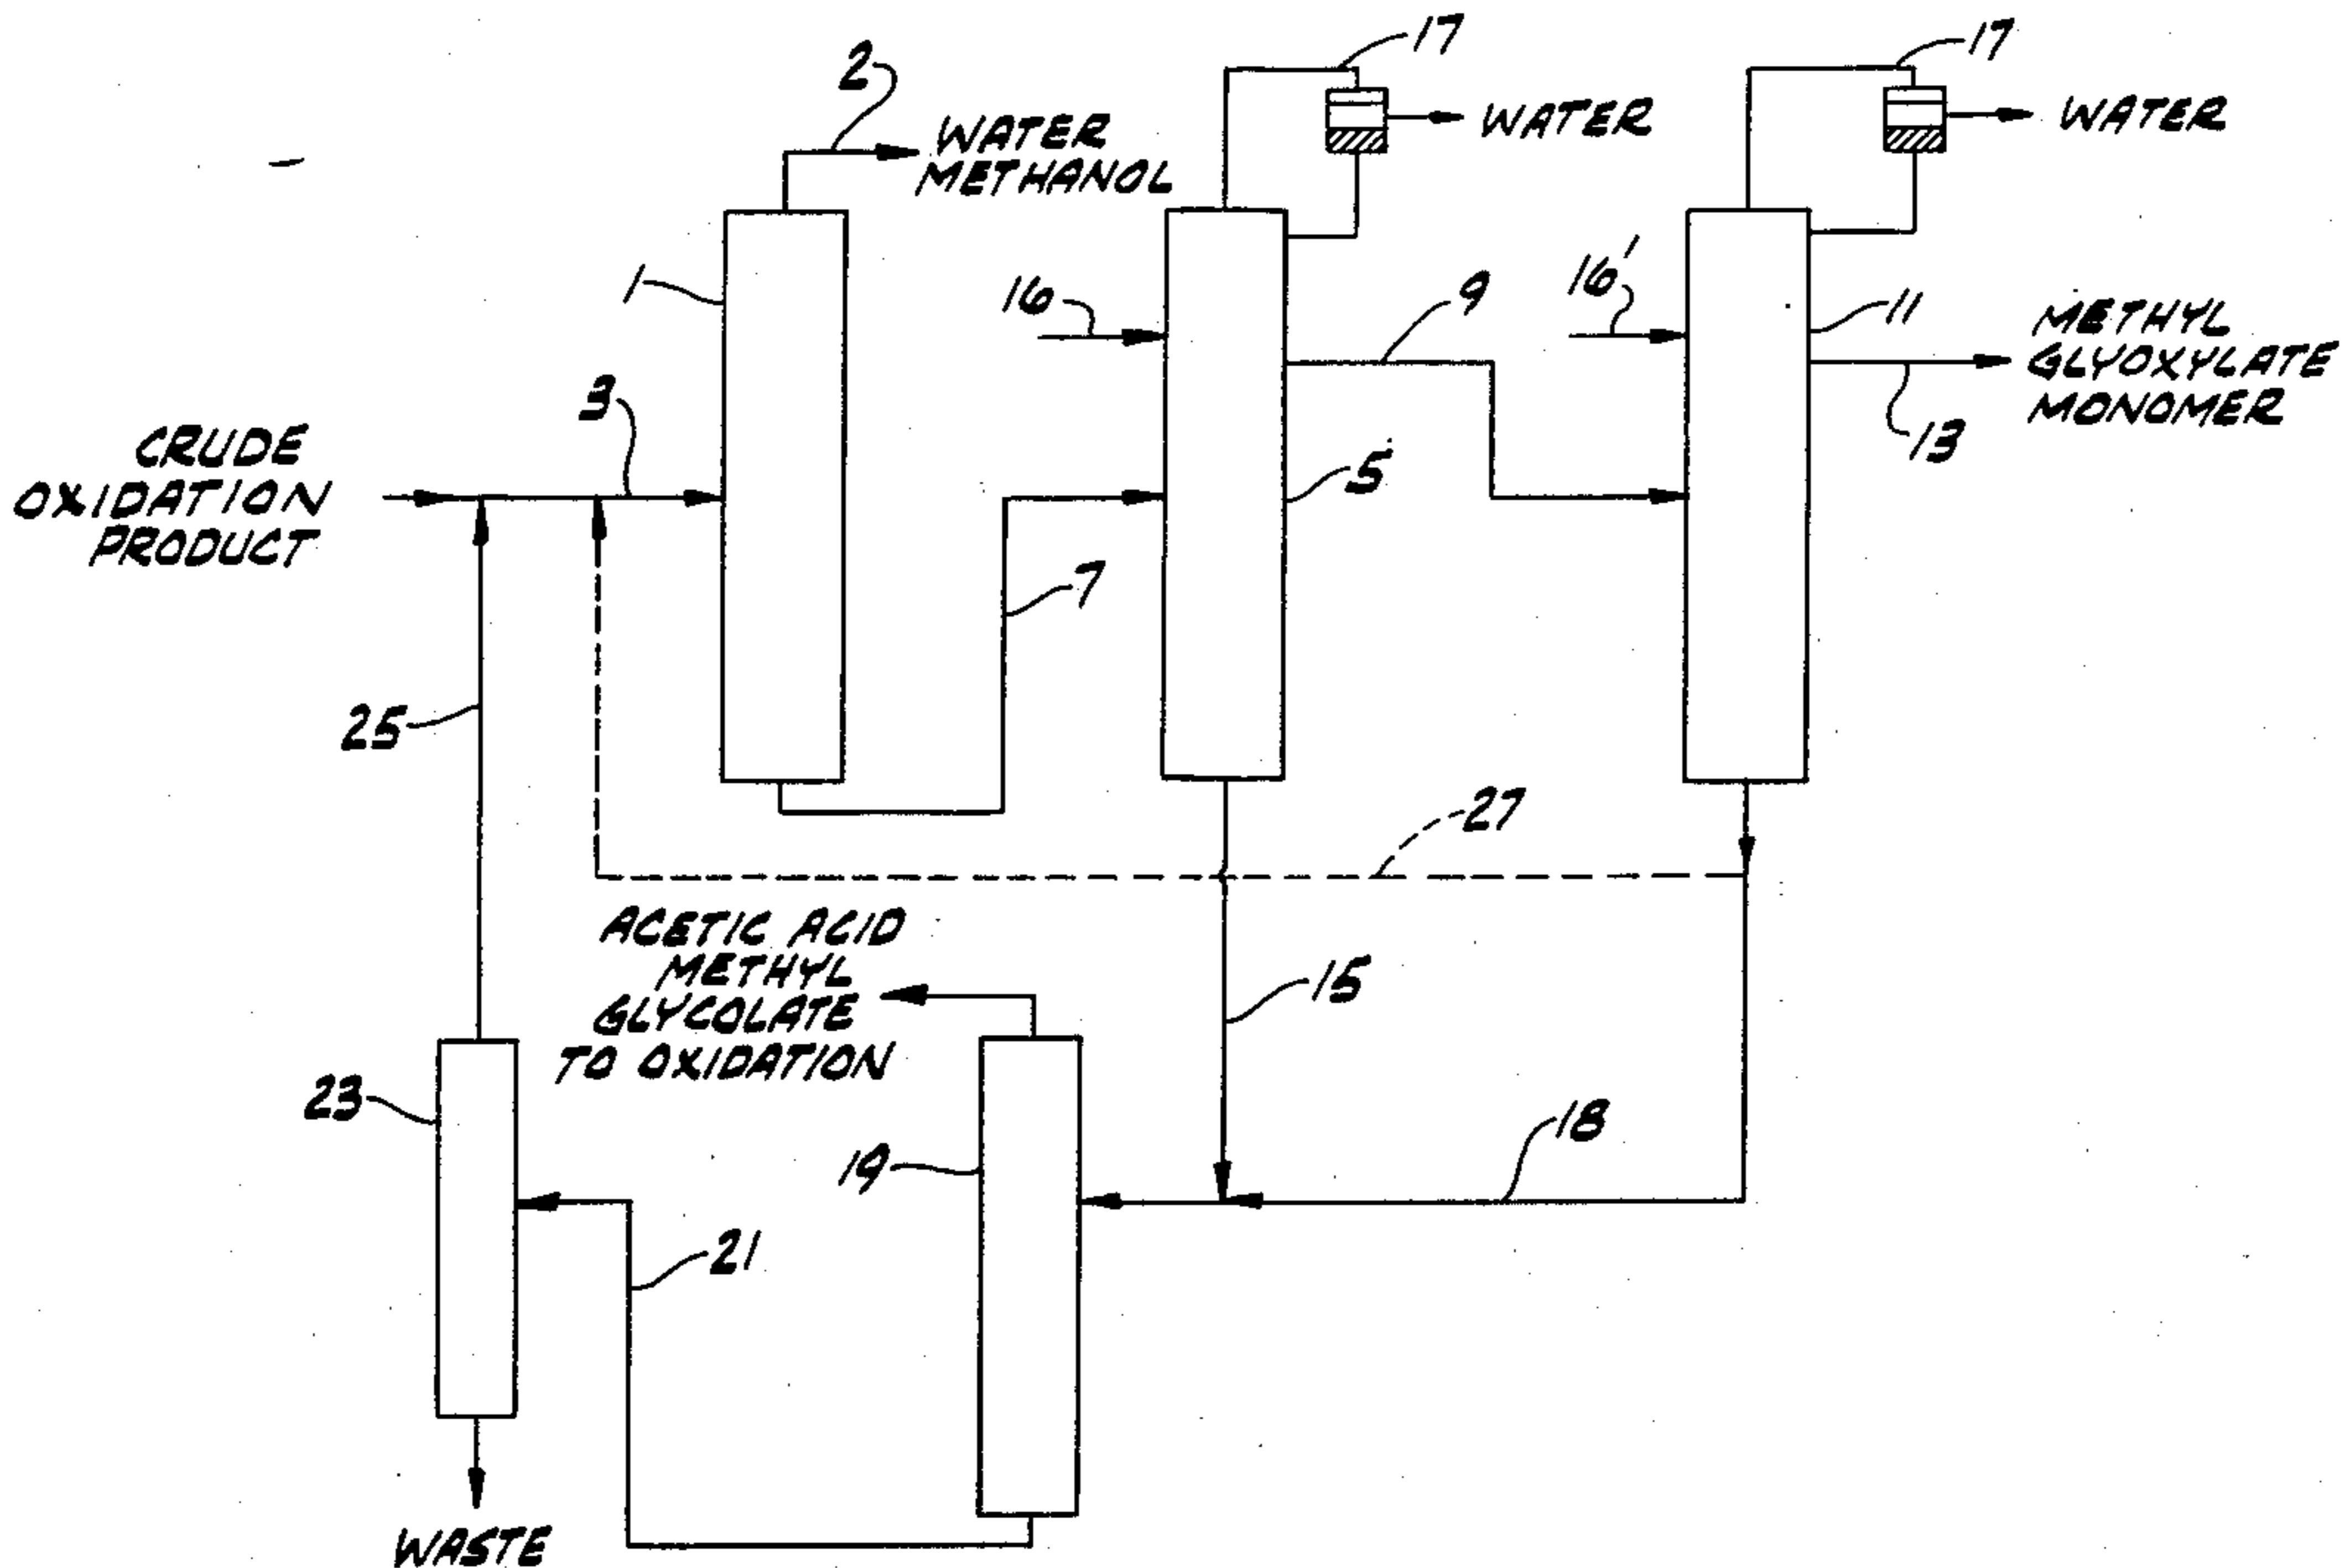 17
17
2
WATER
METHANOL
WATER
WATER
1
16
9
16'
11
METHYL
GLYOXYLATE
MONOMER
13
3
CRUDE
OXIDATION
PRODUCT
5
7
25
27
ACETIC ACID
METHYL
GLYCOLATE
TO OXIDATION
15
23
19
18
21
WASTE